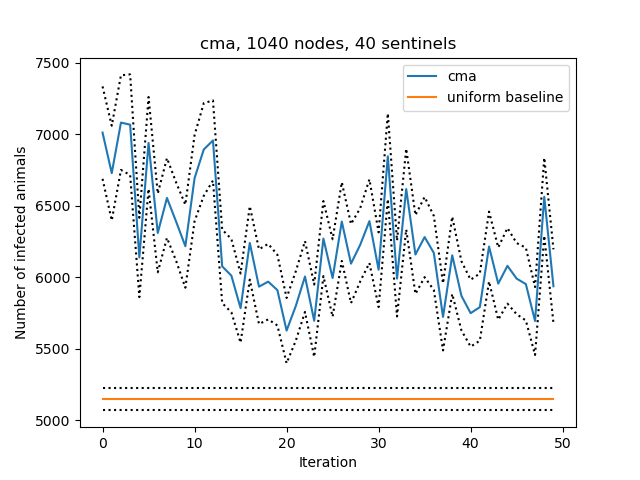 cma, 1040 nodes, 40 sentinels
7500
7000
6500
6000
5500
5000
Number of infected animals
cma
uniform baseline
0
10
20
30
40
50
Iteration